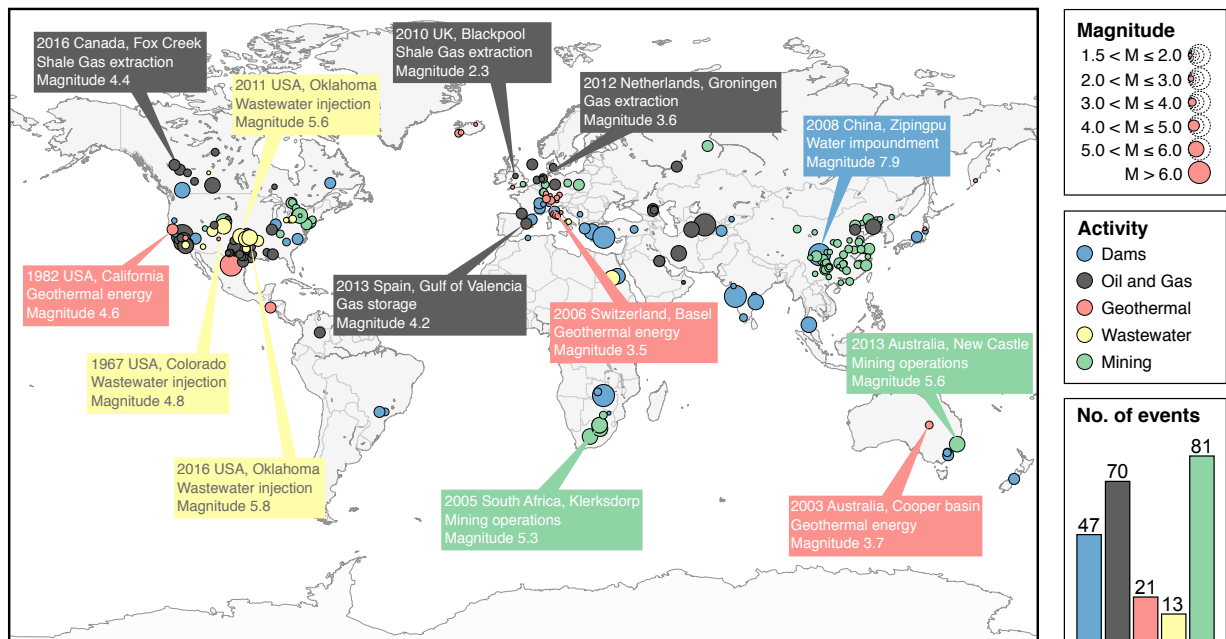 2016 Canada, Fox Creek
Shale Gas extraction
Magnitude 4.4
2010 UK, Blackpool
Shale Gas extraction
Magnitude 2.3
2011 USA, Oklahoma
Wastewater injection
Magnitude 5.6
2012 Netherlands, Groningen
Gas extraction
Magnitude 3.6
2008 China, Zipingpu
Water impoundment
Magnitude 7.9
1982 USA, California
Geothermal energy
Magnitude 4.6
2013 Spain, Gulf of Valencia
Gas storage
Magnitude 4.2
2006 Switzerland, Basel
Geothermal energy
Magnitude 3.5
2013 Australia, New Castle
Mining operations
Magnitude 5.6
1967 USA, Colorado
Wastewater injection
Magnitude 4.8
2016 USA, Oklahoma
Wastewater injection
Magnitude 5.8
2005 South Africa, Klerksdorp
Mining operations
Magnitude 5.3
2003 Australia, Cooper basin
Geothermal energy
Magnitude 3.7
Magnitude
1.5 < M ≤ 2.0
2.0 < M ≤ 3.0
3.0 < M ≤ 4.0
4.0 < M ≤ 5.0
5.0 < M ≤ 6.0
M > 6.0
Activity
Dams
Oil and Gas
Geothermal
Wastewater
Mining
No. of events
47
70
21
13
81